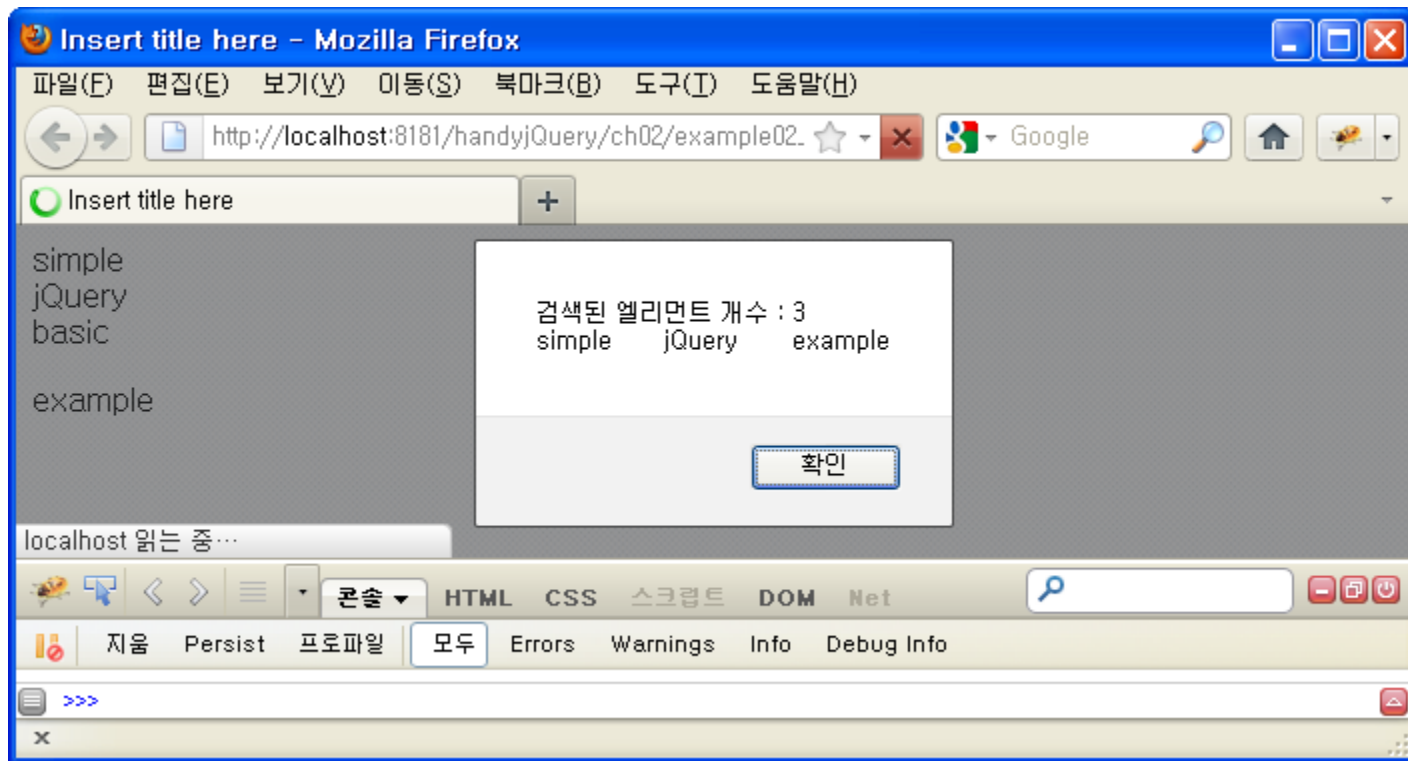 Insert title here - Mozilla Firefox
파일(F) 편집(E) 보기(V) 이동(S) 북마크(B) 도구(T) 도움말(H)
http://localhost:8181/handyjQuery/ch02/example02_ Google
Insert title here +
simple
jQuery
basic
example
검색된 엘리먼트 개수 : 3
simple jQuery example
확인
localhost 읽는 중…
콘솔 HTML CSS 스크립트 DOM Net
지움 Persist 프로파일 모두 Errors Warnings Info Debug Info
>>>
x